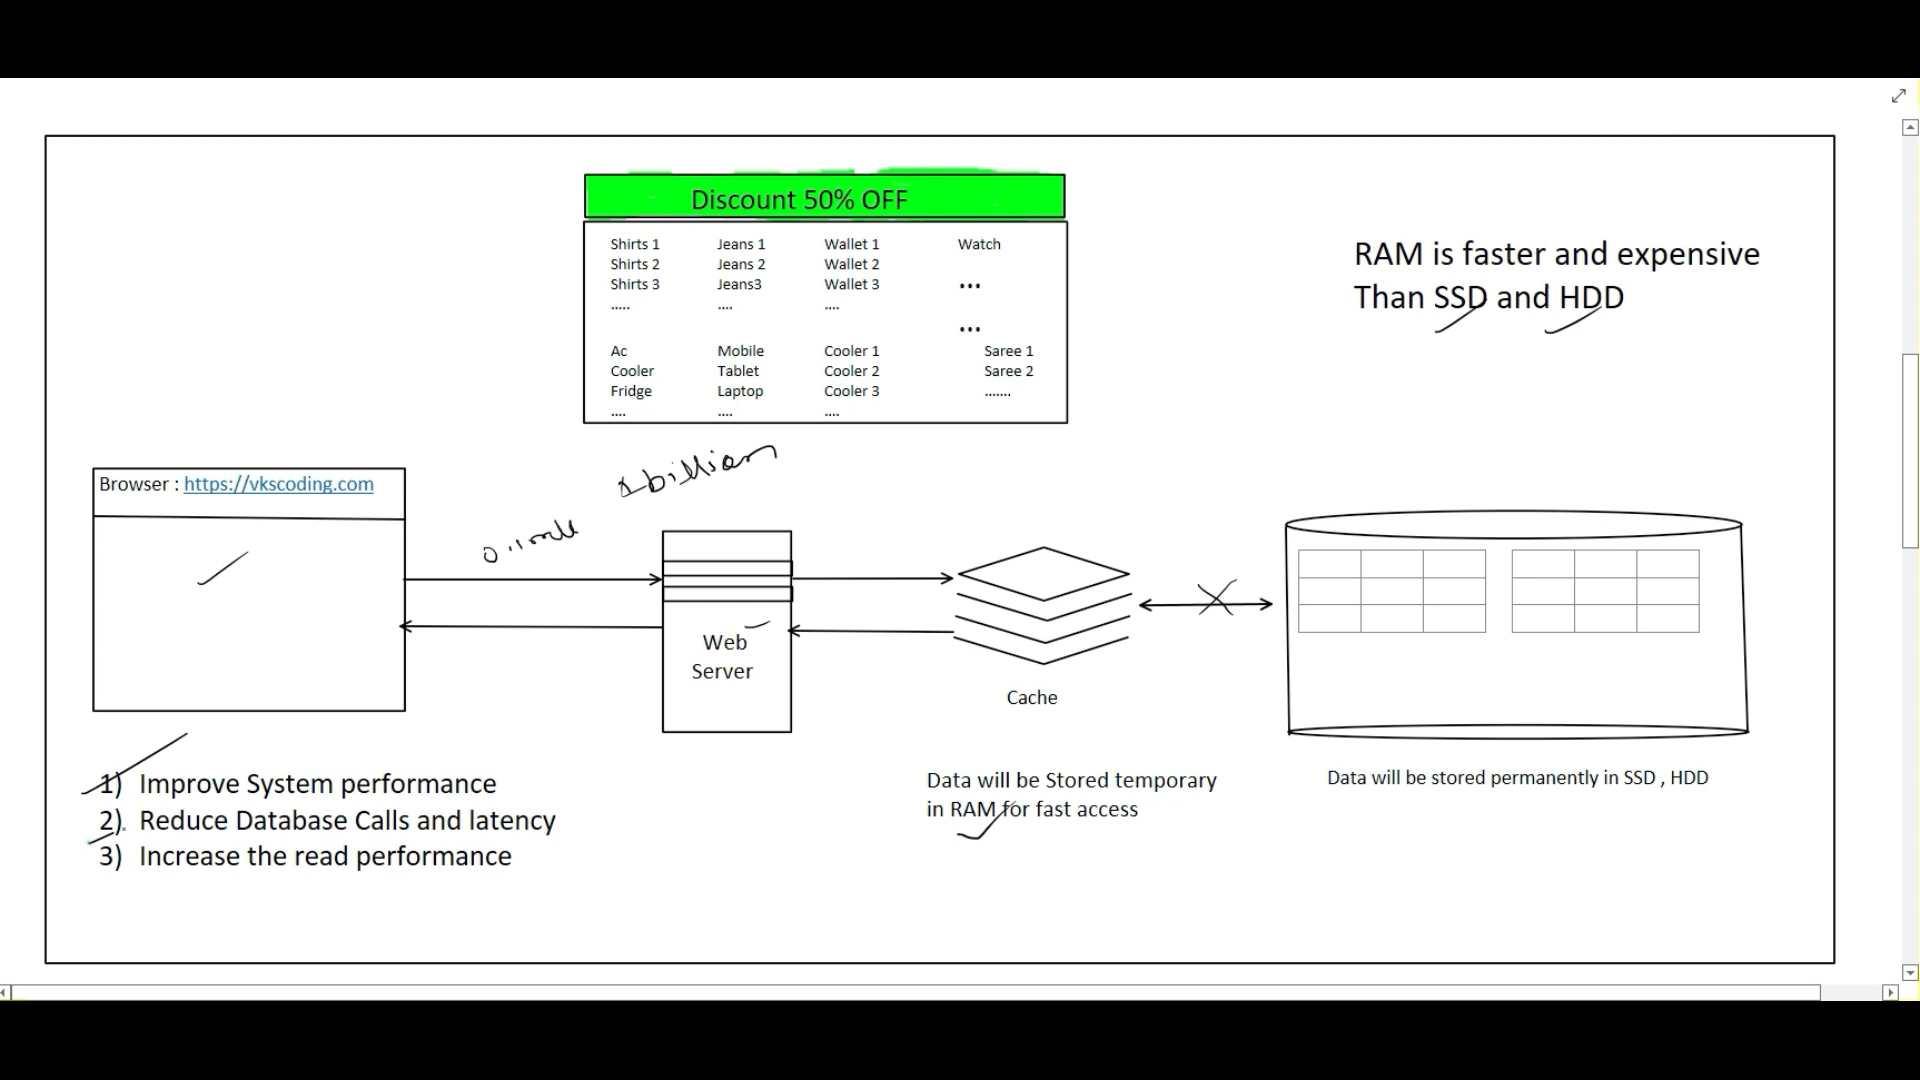 Discount 50% OFF
Shirts 1 Jeans 1 Wallet 1 Watch
Shirts 2 Jeans 2 Wallet 2
Shirts 3 Jeans3 Wallet 3 ...
..... .... ....
...
Ac Mobile Cooler 1 Saree 1
Cooler Tablet Cooler 2 Saree 2
Fridge Laptop Cooler 3 .......
.... .... ....
RAM is faster and expensive
Than SSD and HDD
billian
Browser : https://vkscoding.com
Web
Server
Cache
Data will be Stored temporary
in RAM for fast access
Data will be stored permanently in SSD , HDD
1) Improve System performance
2). Reduce Database Calls and latency
3) Increase the read performance